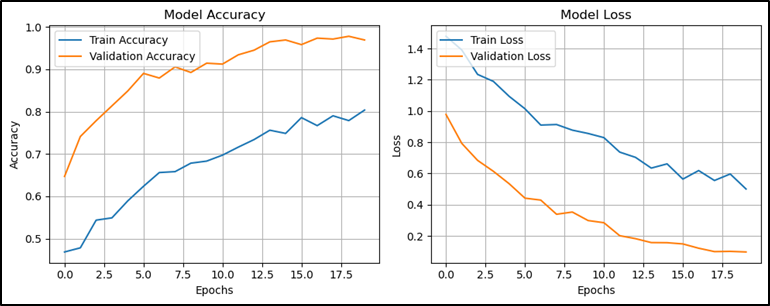 Model Accuracy
Train Accuracy
Validation Accuracy
1.0
0.9
0.8
0.7
0.6
0.5
Accuracy
0.0 2.5 5.0 7.5 10.0 12.5 15.0 17.5
Epochs
Model Loss
Train Loss
Validation Loss
1.4
1.2
1.0
0.8
0.6
0.4
0.2
Loss
0.0 2.5 5.0 7.5 10.0 12.5 15.0 17.5
Epochs